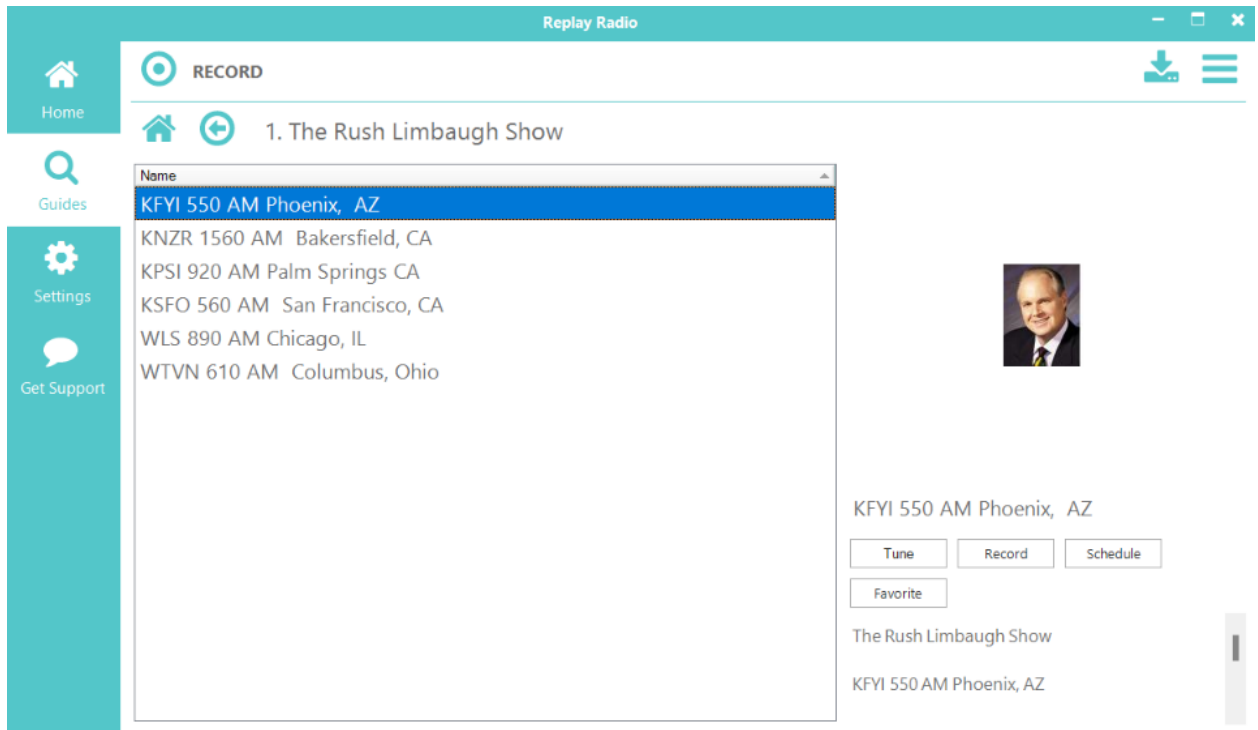 Replay Radio
Home
RECORD
1. The Rush Limbaugh Show
Guides
Name
KFYI 550 AM Phoenix,  AZ
KNZR 1560 AM  Bakersfield, CA
KPSI 920 AM Palm Springs CA
KSFO 560 AM  San Francisco, CA
WLS 890 AM Chicago, IL
WTVN 610 AM  Columbus, Ohio
Settings
Get Support
KFYI 550 AM Phoenix,  AZ
Tune Record Schedule
Favorite
The Rush Limbaugh Show
KFYI 550 AM Phoenix, AZ